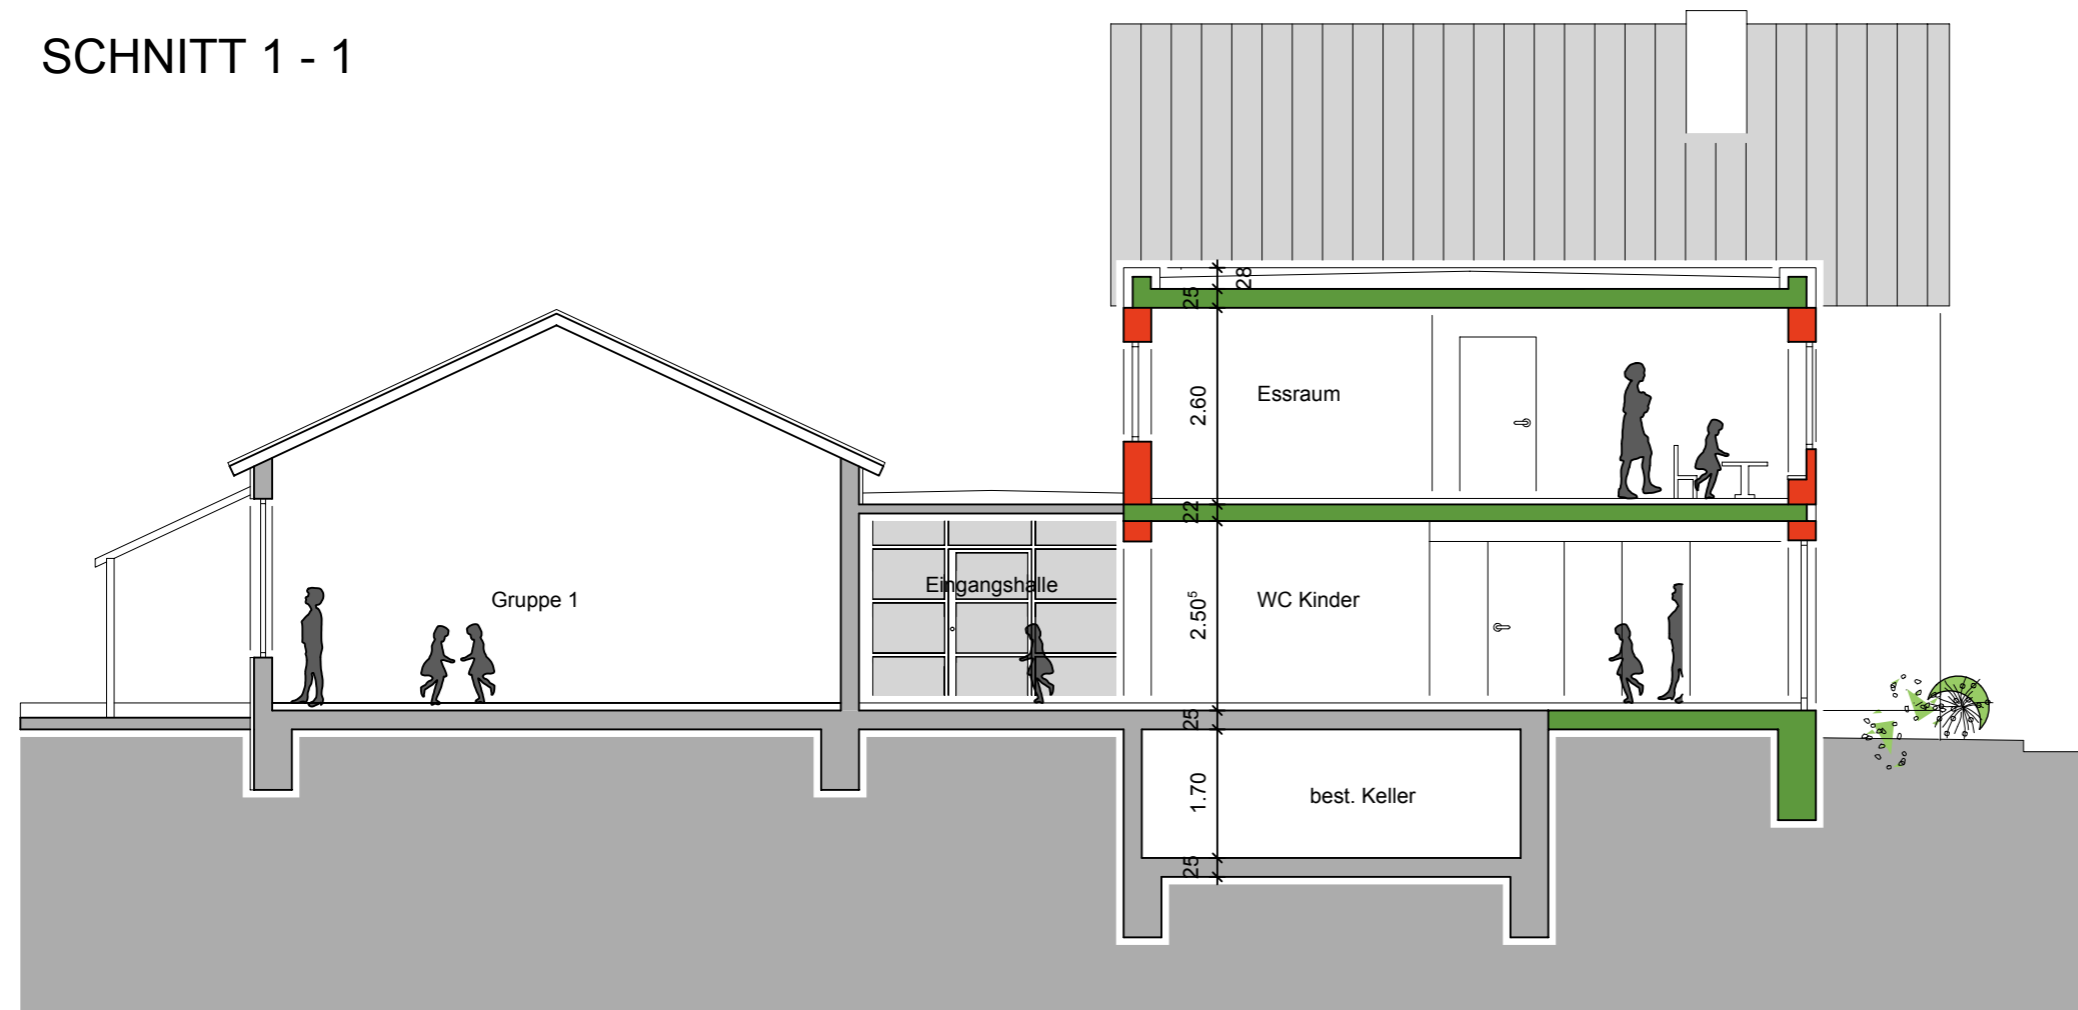 SCHNITT 1 - 1
28
25
2.60
Essraum
22
Eingangshalle
Gruppe 1
2.50⁵
WC Kinder
25
1.70
best. Keller
25